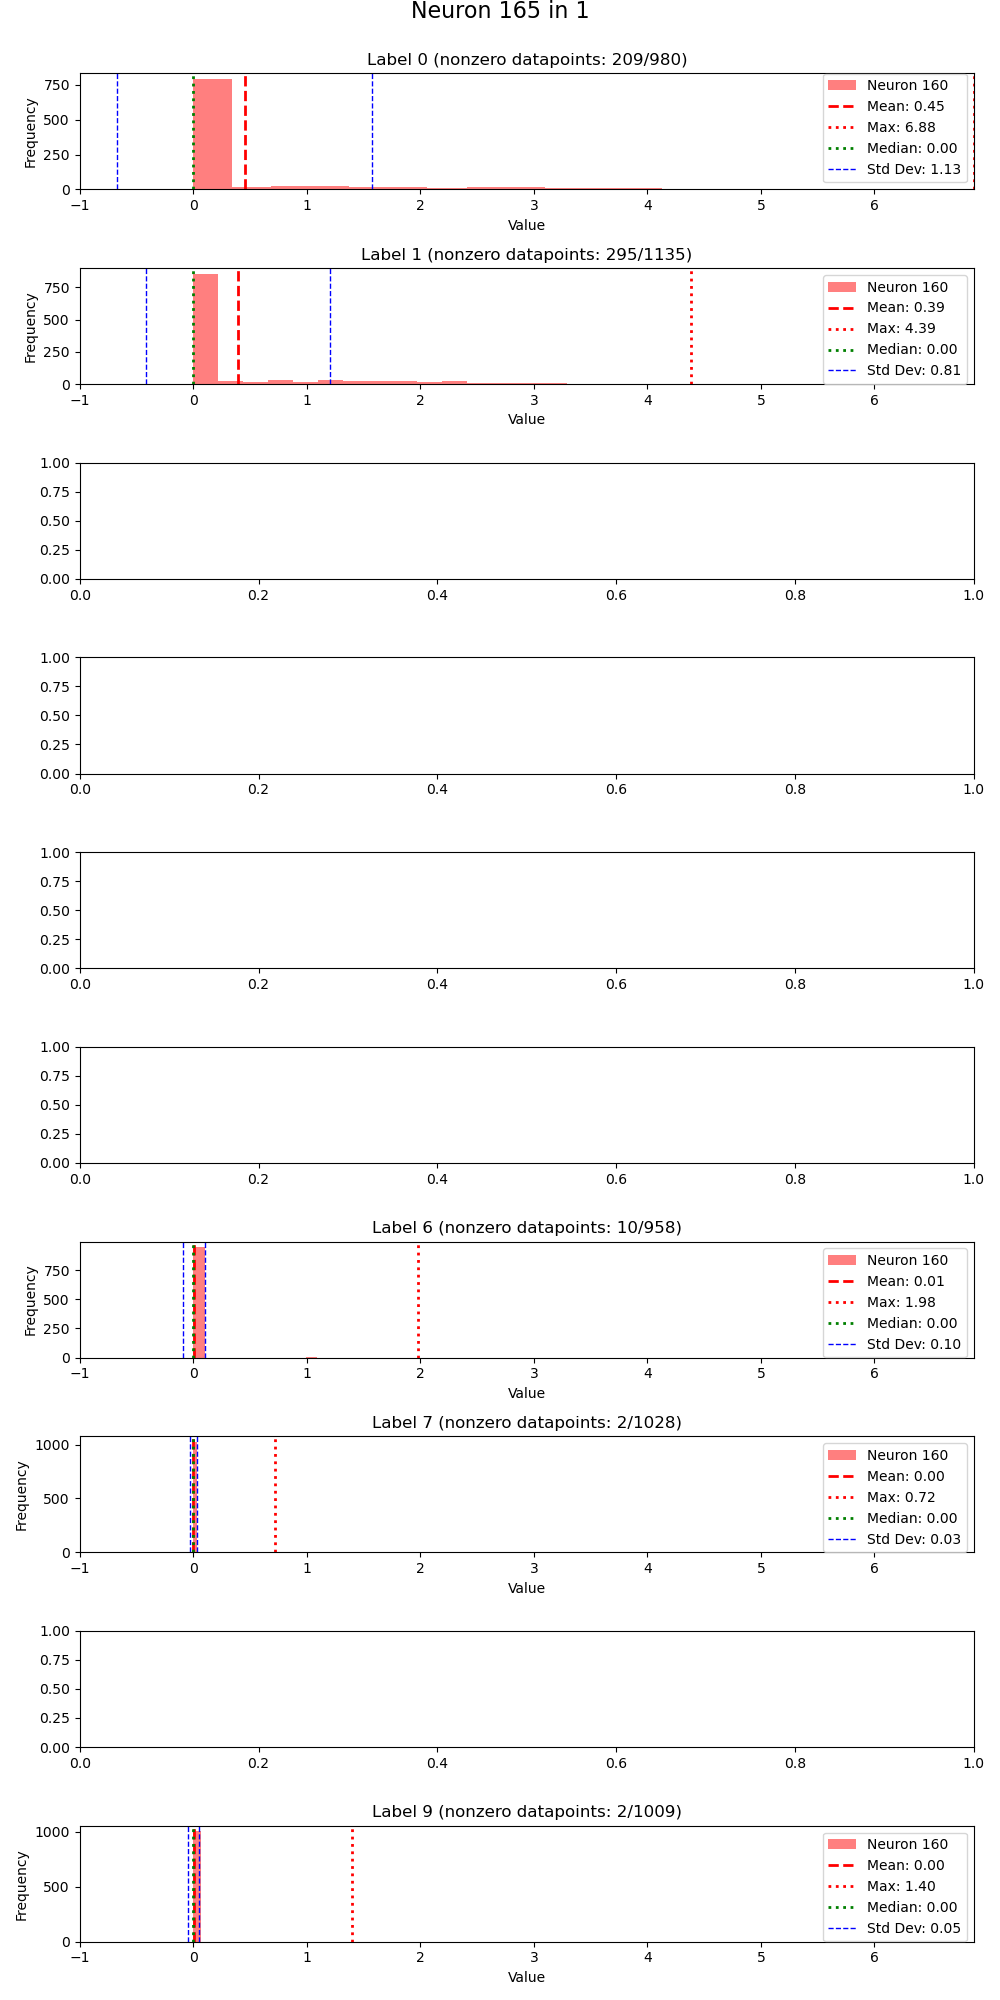 Neuron 165 in 1
Label 0 (nonzero datapoints: 209/980)
Frequency
750
500
250
0
Neuron 160
Mean: 0.45
Max: 6.88
Median: 0.00
Std Dev: 1.13
−1 0 1 2 3 4 5 6
Value
Label 1 (nonzero datapoints: 295/1135)
Frequency
750
500
250
0
Neuron 160
Mean: 0.39
Max: 4.39
Median: 0.00
Std Dev: 0.81
−1 0 1 2 3 4 5 6
Value
1.00
0.75
0.50
0.25
0.00
0.0 0.2 0.4 0.6 0.8 1.0
1.00
0.75
0.50
0.25
0.00
0.0 0.2 0.4 0.6 0.8 1.0
1.00
0.75
0.50
0.25
0.00
0.0 0.2 0.4 0.6 0.8 1.0
1.00
0.75
0.50
0.25
0.00
0.0 0.2 0.4 0.6 0.8 1.0
Label 6 (nonzero datapoints: 10/958)
Frequency
750
500
250
0
Neuron 160
Mean: 0.01
Max: 1.98
Median: 0.00
Std Dev: 0.10
−1 0 1 2 3 4 5 6
Value
Label 7 (nonzero datapoints: 2/1028)
Frequency
1000
500
0
Neuron 160
Mean: 0.00
Max: 0.72
Median: 0.00
Std Dev: 0.03
−1 0 1 2 3 4 5 6
Value
1.00
0.75
0.50
0.25
0.00
0.0 0.2 0.4 0.6 0.8 1.0
Label 9 (nonzero datapoints: 2/1009)
Frequency
1000
500
0
Neuron 160
Mean: 0.00
Max: 1.40
Median: 0.00
Std Dev: 0.05
−1 0 1 2 3 4 5 6
Value